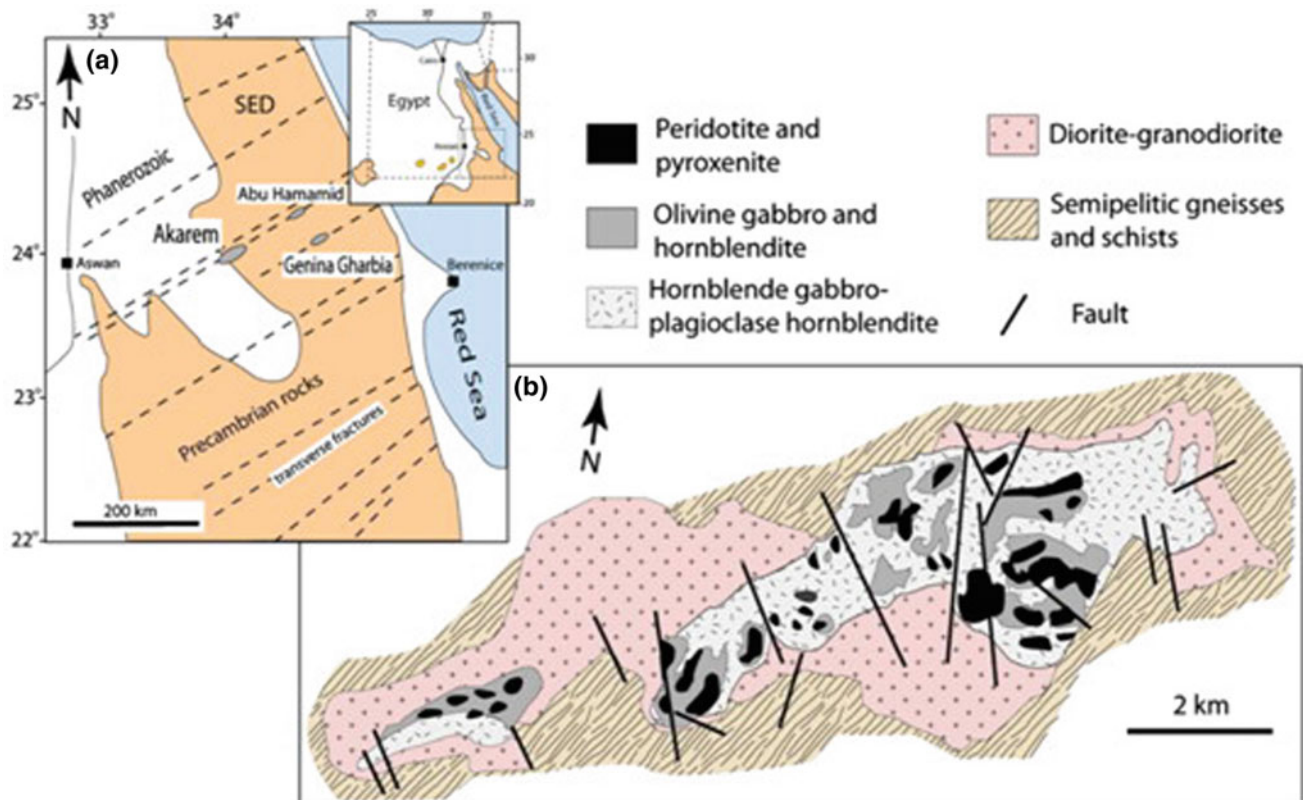 33°
34°
25
30
35
(a)
N
25°
SED
Cairo
30
Egypt
Red Sea
25
Aswan
20
Phanerozoic
Abu Hamamid
Akarem
24°
Aswan
Genina Gharbia
Berenice
Red Sea
23°
Precambrian rocks
transverse fractures
200 km
22°
Peridotite and
pyroxenite
Olivine gabbro and
hornblendite
Hornblende gabbro-
plagioclase hornblendite
Diorite-granodiorite
Semipelitic gneisses
and schists
Fault
(b)
N
2 km